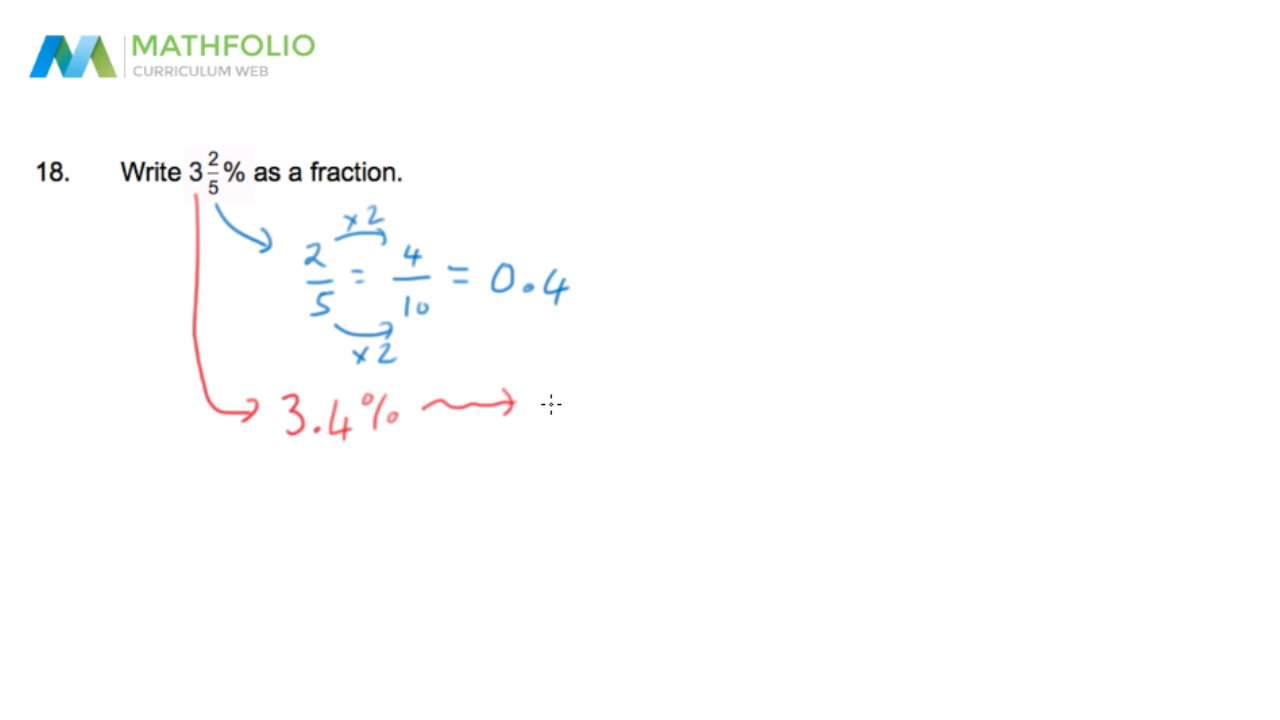 MATHFOLIO
CURRICULUM WEB
18. Write 3 2/5 % as a fraction.
×2
2/5 = 4/10 = 0.4
×2
3.4%